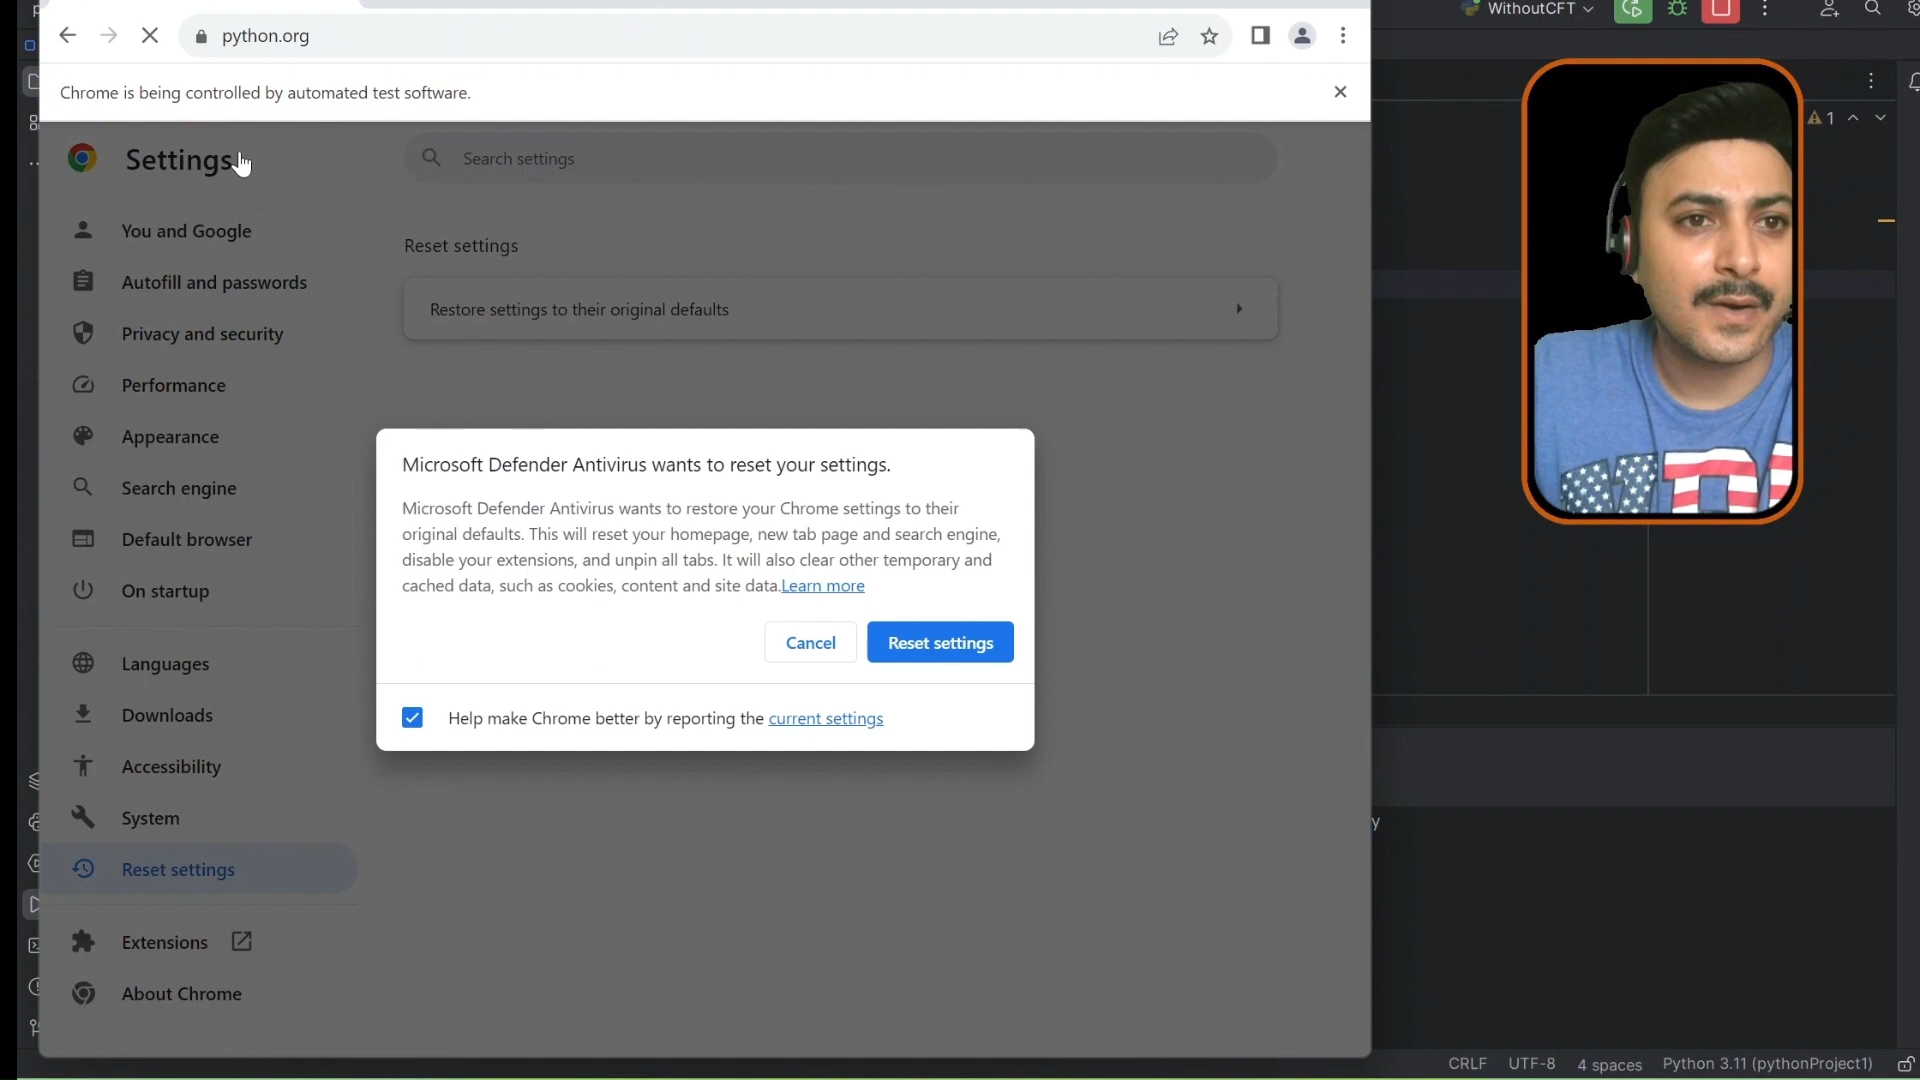 WithoutCFT
python.org
Chrome is being controlled by automated test software.
1
Settings
Search settings
You and Google
Reset settings
Autofill and passwords
Restore settings to their original defaults
Privacy and security
Performance
Appearance
Microsoft Defender Antivirus wants to reset your settings.
Search engine
Microsoft Defender Antivirus wants to restore your Chrome settings to their
original defaults. This will reset your homepage, new tab page and search engine,
Default browser
disable your extensions, and unpin all tabs. It will also clear other temporary and
cached data, such as cookies, content and site data.Learn more
On startup
Cancel
Reset settings
Languages
Downloads
Help make Chrome better by reporting the current settings
Accessibility
System
y
Reset settings
Extensions
About Chrome
CRLF UTF-8 4 spaces Python 3.11 (pythonProject1)